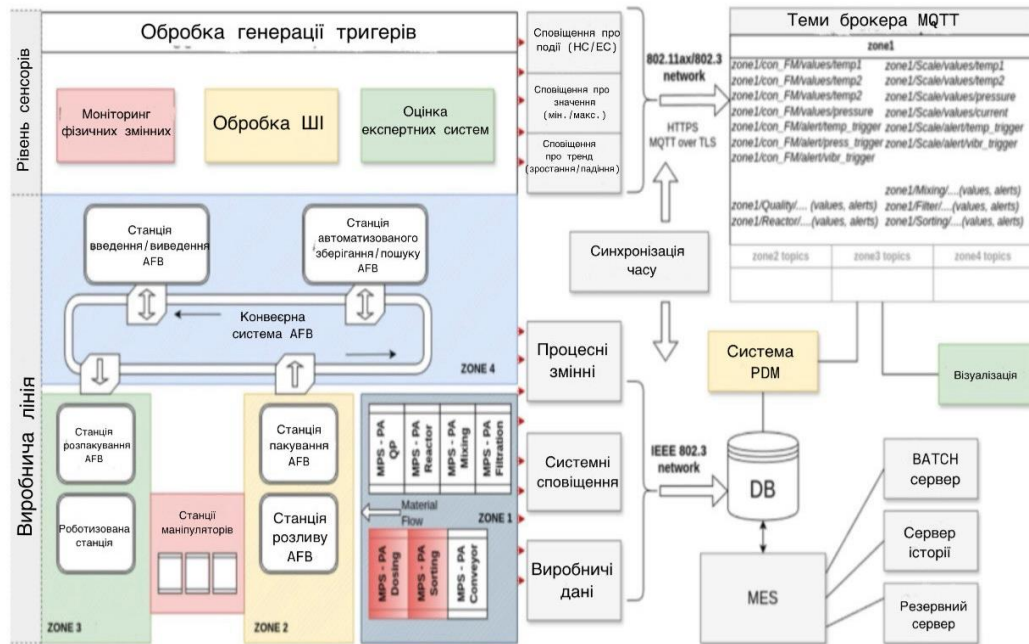 Рівень сенсорів
Обробка генерації тригерів
Моніторинг
фізичних змінних
Обробка ШІ
Оцінка
експертних систем
Сповіщення про
події (НС/ЕС)
Сповіщення про
значення
(мін./макс.)
Сповіщення
про тренд
(зростання/падіння)
802.11ax/802.3
network
HTTPS
MQTT over TLS
Теми брокера MQTT
zone1
zone1/con_FM/values/temp1
zone1/con_FM/values/temp2
zone1/con_FM/values/temp2
zone1/con_FM/values/pressure
zone1/con_FM/alert/temp_trigger
zone1/con_FM/alert/press_trigger
zone1/con_FM/alert/vibr_trigger
zone1/Scale/values/temp1
zone1/Scale/values/temp2
zone1/Scale/values/pressure
zone1/Scale/values/current
zone1/Scale/alert/temp_trigger
zone1/Scale/alert/vibr_trigger
zone1/Quality/.... (values, alerts)
zone1/Reactor/....(values, alerts)
zone1/Mixing/....(values, alerts)
zone1/Filter/....(values, alerts)
zone1/Sorting/....(values, alerts)
zone2 topics
zone3 topics
zone4 topics
Синхронізація
часу
Виробнича лінія
Станція
введення/виведення
AFB
Станція
автоматизованого
зберігання/пошуку
AFB
Конвеєрна
система AFB
ZONE 4
Станція
розпакування
AFB
Роботизована
станція
ZONE 3
Станції
маніпуляторів
Станція
пакування
AFB
Станція
розливу
AFB
ZONE 2
MPS - PA
QP
MPS - PA
Reactor
MPS - PA
Mixing
MPS - PA
Filtration
Material
Flow
ZONE 1
MPS - PA
Dosing
MPS - PA
Sorting
MPS - PA
Conveyor
Процесні
змінні
Системні
сповіщення
Виробничі
дані
IEEE 802.3
network
Система
PDM
Візуалізація
DB
MES
BATCH
сервер
Сервер
історії
Резервний
сервер